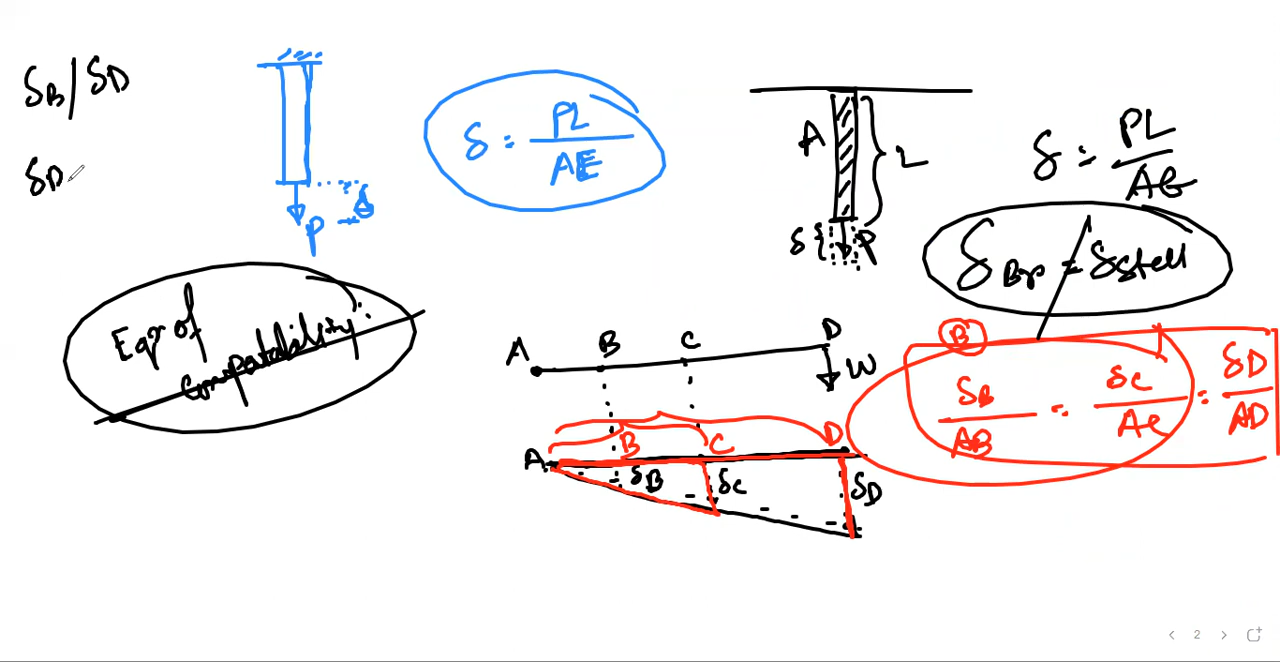 δB/δD
δD
P
δ
δ = PL/AE
A
L
δ
P
δ = PL/AE
δBr = δsteel
Eqn of
Compatability:
A B C D
W
B C D
A
δB δC δD
B
δB/AB = δC/AC = δD/AD
2